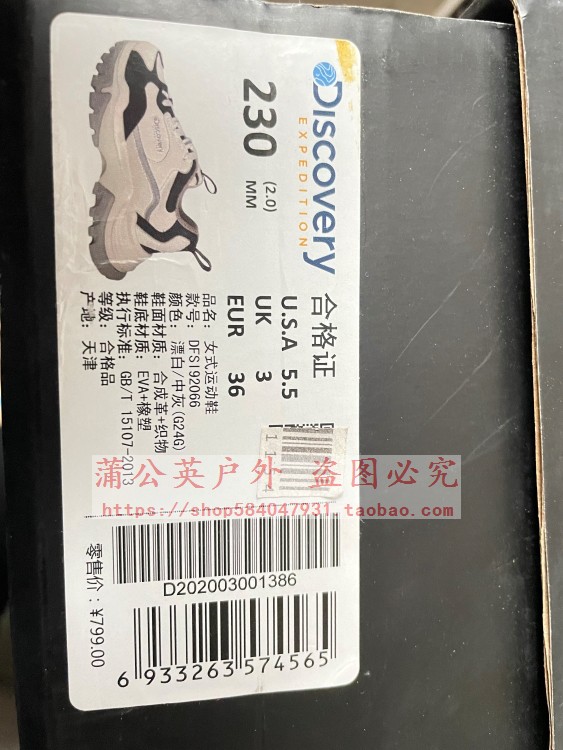 Discovery
EXPEDITION
230
(2.0)
MM
合格证
U.S.A 5.5
UK 3
EUR 36
品名: 女式运动鞋
款号: DFSI92066
颜色: 漂白/中灰(G24G)
鞋面材质: 合成革+织物
鞋底材质: EVA+橡塑
执行标准: GB/T 15107-2013
等级: 合格品
产地: 天津
蒲公英户外 盗图必究
https://shop584047931.taobao.com
D202003001386
零售价: ¥799.00
6 933263 574565